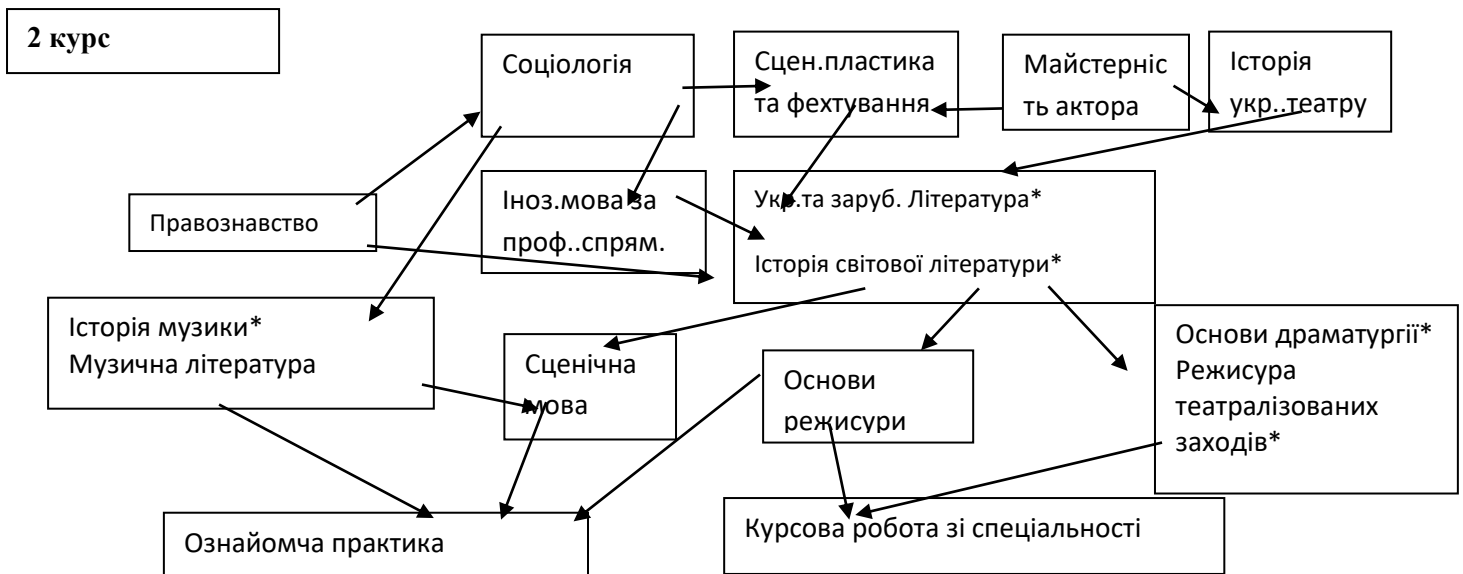 2 курс
Соціологія
Сцен.пластика
та фехтування
Майстерніс
ть актора
Історія
укр..театру
Правознавство
Іноз.мова за
проф..спрям.
Укр.та заруб. Література*
Історія світової літератури*
Історія музики*
Музична література
Сценічна
мова
Основи
режисури
Основи драматургії*
Режисура
театралізованих
заходів*
Ознайомча практика
Курсова робота зі спеціальності